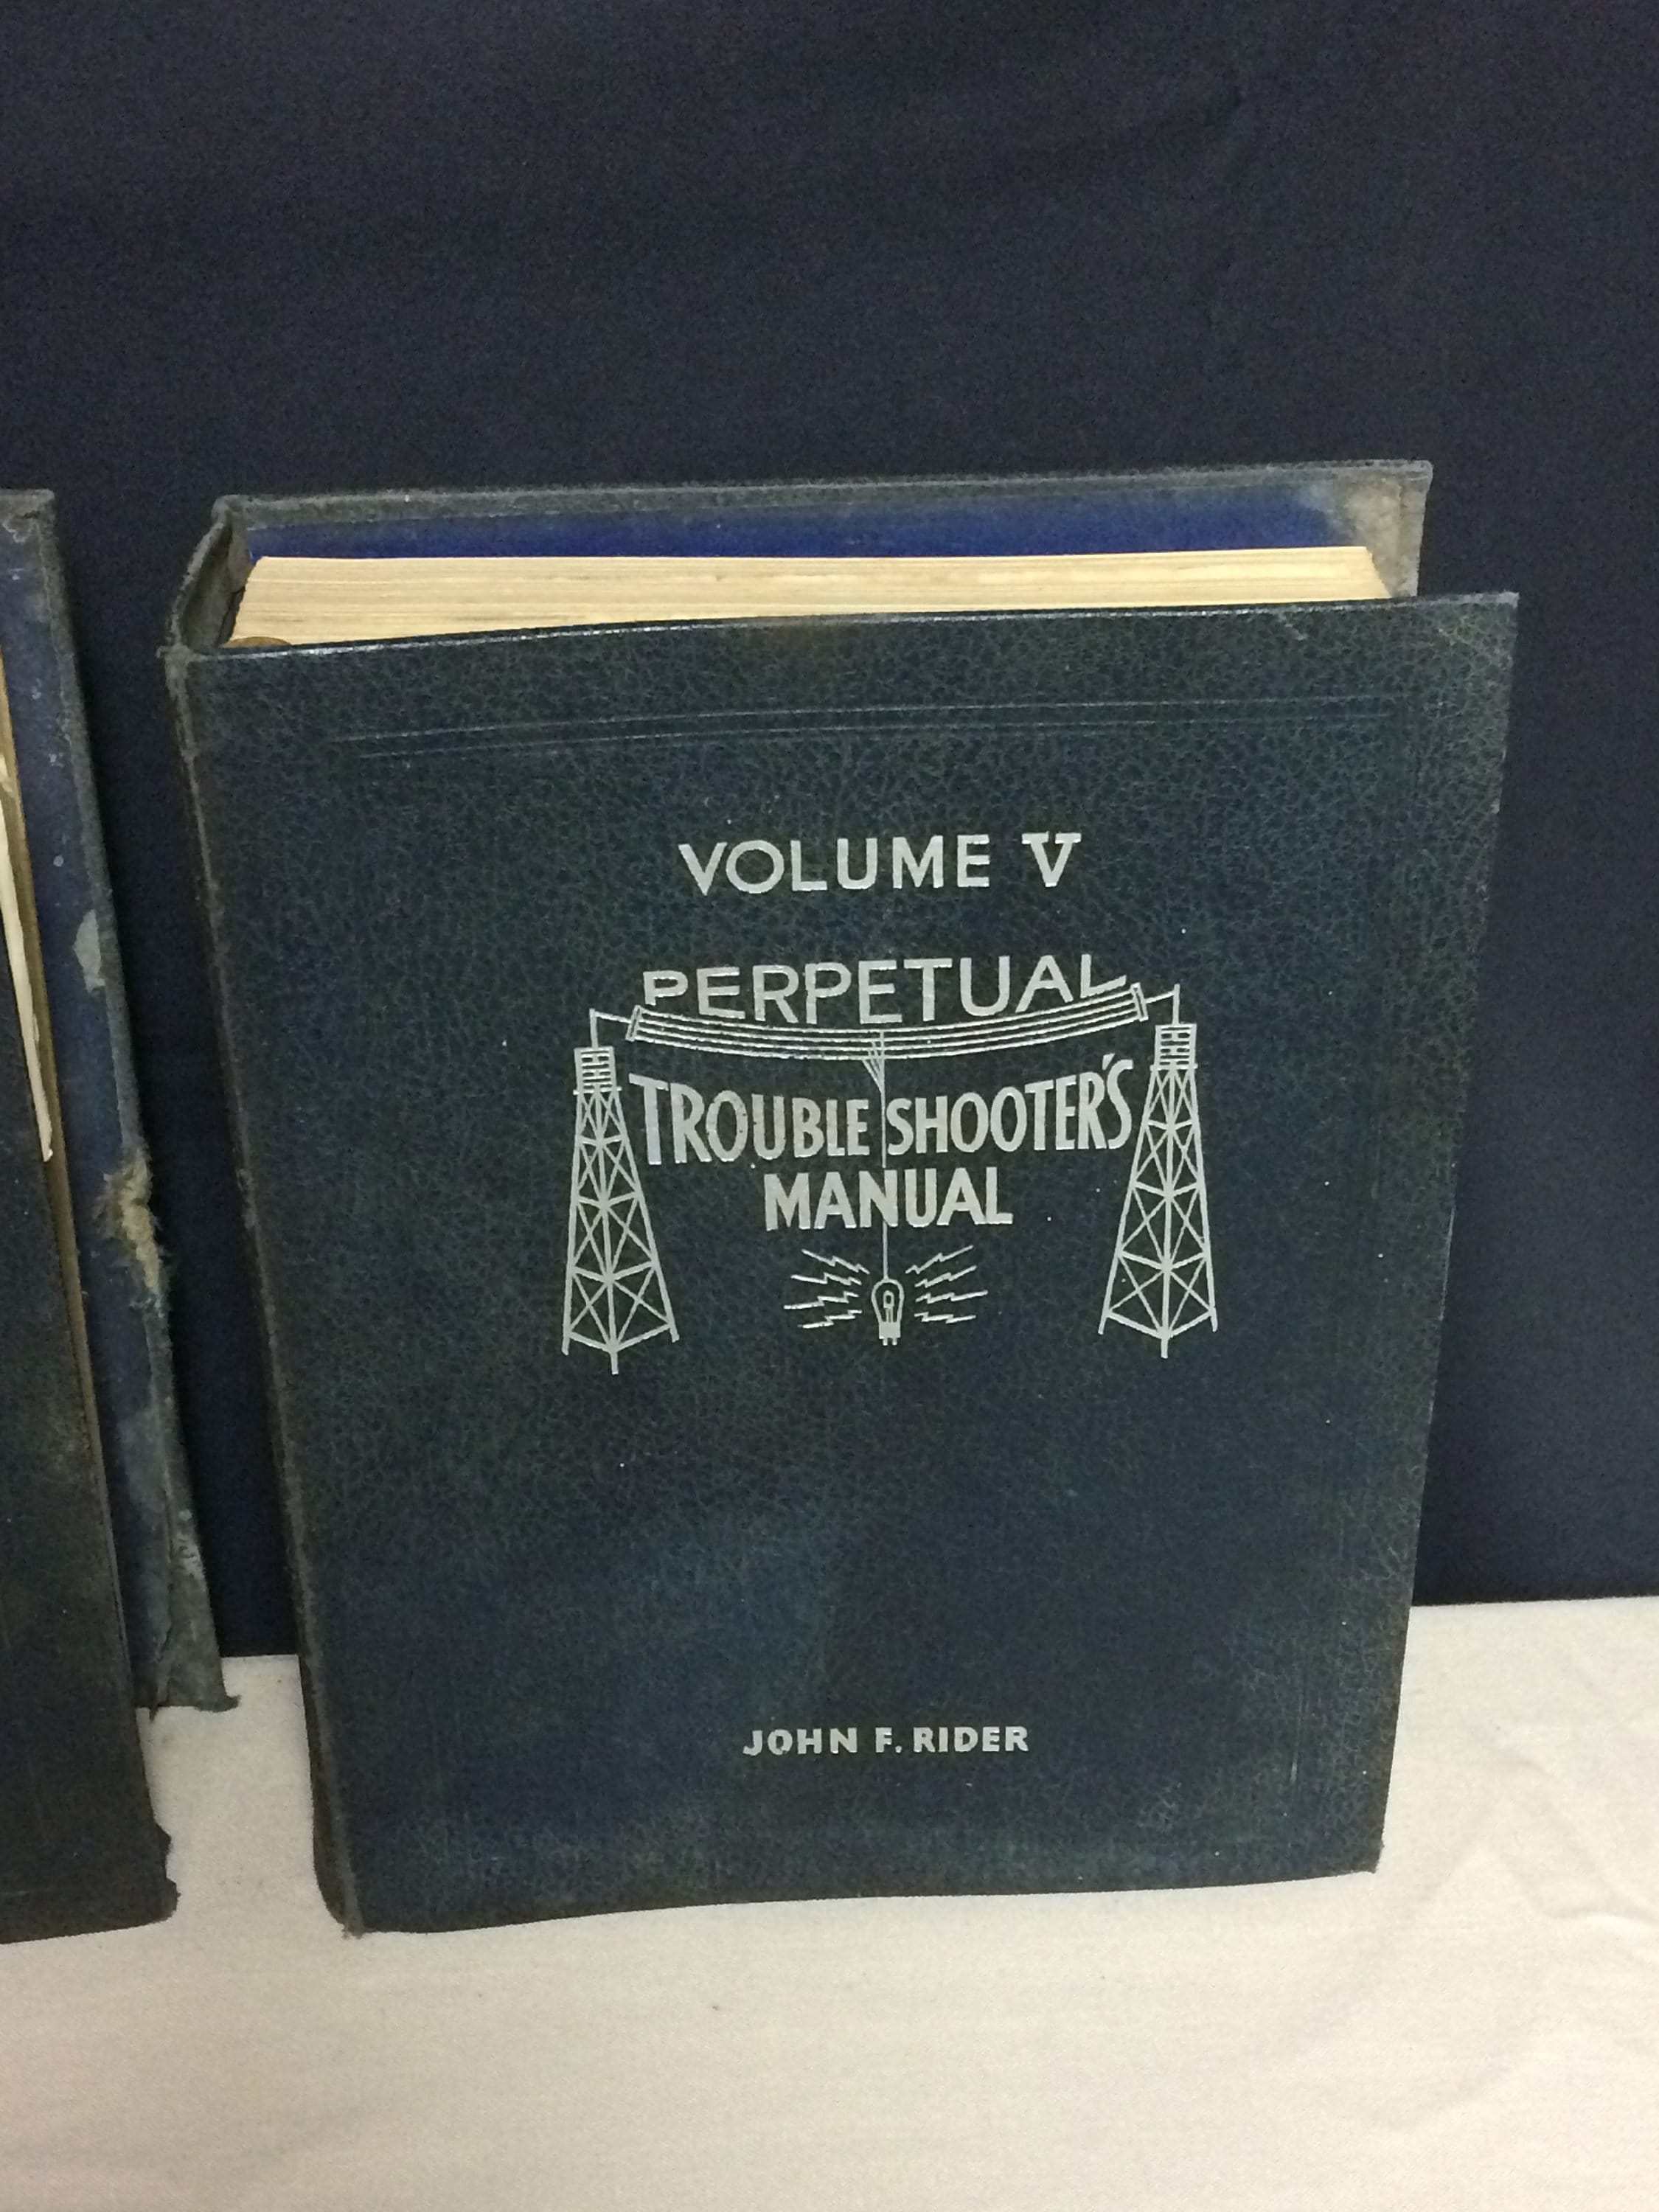 VOLUME V
PERPETUAL
TROUBLE SHOOTER'S
MANUAL
JOHN F. RIDER